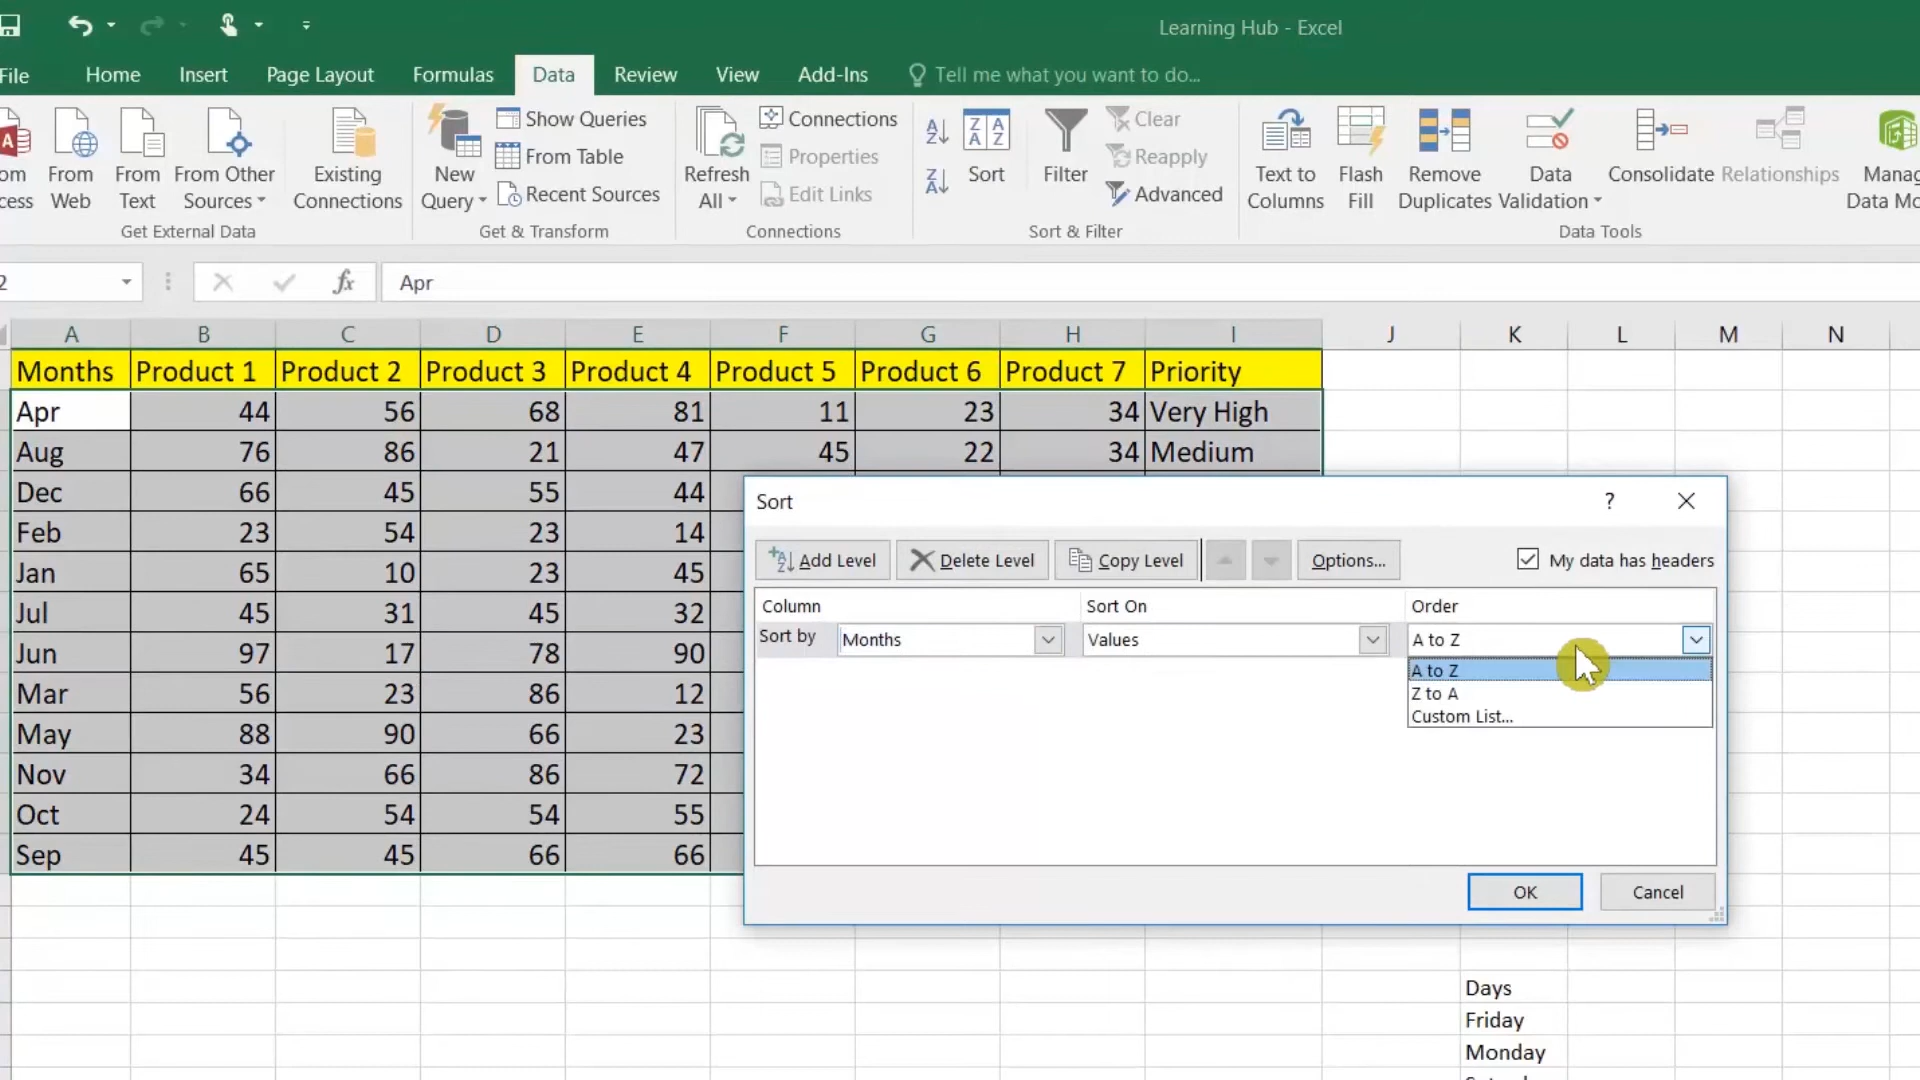 Learning Hub - Excel
File Home Insert Page Layout Formulas Data Review View Add-Ins Tell me what you want to do...
From Web
From Text
From Other Sources
Existing Connections
Get External Data
New Query
Show Queries
From Table
Recent Sources
Get & Transform
Refresh All
Connections
Properties
Edit Links
Connections
Sort
Filter
Clear
Reapply
Advanced
Sort & Filter
Text to Columns
Flash Fill
Remove Duplicates
Data Validation
Consolidate
Relationships
Data Tools
2 fx Apr
A B C D E F G H I J K L M N
Months Product 1 Product 2 Product 3 Product 4 Product 5 Product 6 Product 7 Priority
Apr 44 56 68 81 11 23 34 Very High
Aug 76 86 21 47 45 22 34 Medium
Dec 66 45 55 44
Feb 23 54 23 14
Jan 65 10 23 45
Jul 45 31 45 32
Jun 97 17 78 90
Mar 56 23 86 12
May 88 90 66 23
Nov 34 66 86 72
Oct 24 54 54 55
Sep 45 45 66 66
Sort ?
Add Level Delete Level Copy Level Options... My data has headers
Column Sort On Order
Sort by Months Values A to Z
A to Z
Z to A
Custom List...
OK Cancel
Days
Friday
Monday